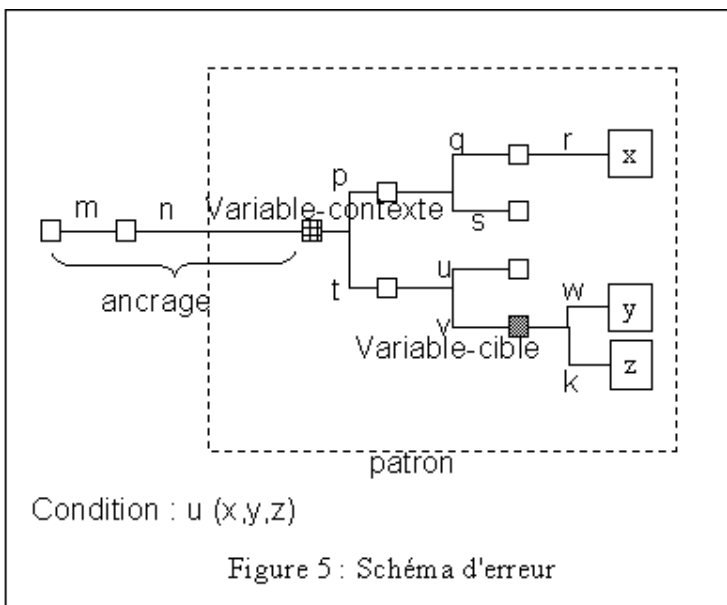 q r x
p
m n Variable-contexte
s
ancrage
t u
w y
v
Variable-cible
z
k
patron
Condition : u (x,y,z)
Figure 5 : Schéma d'erreur